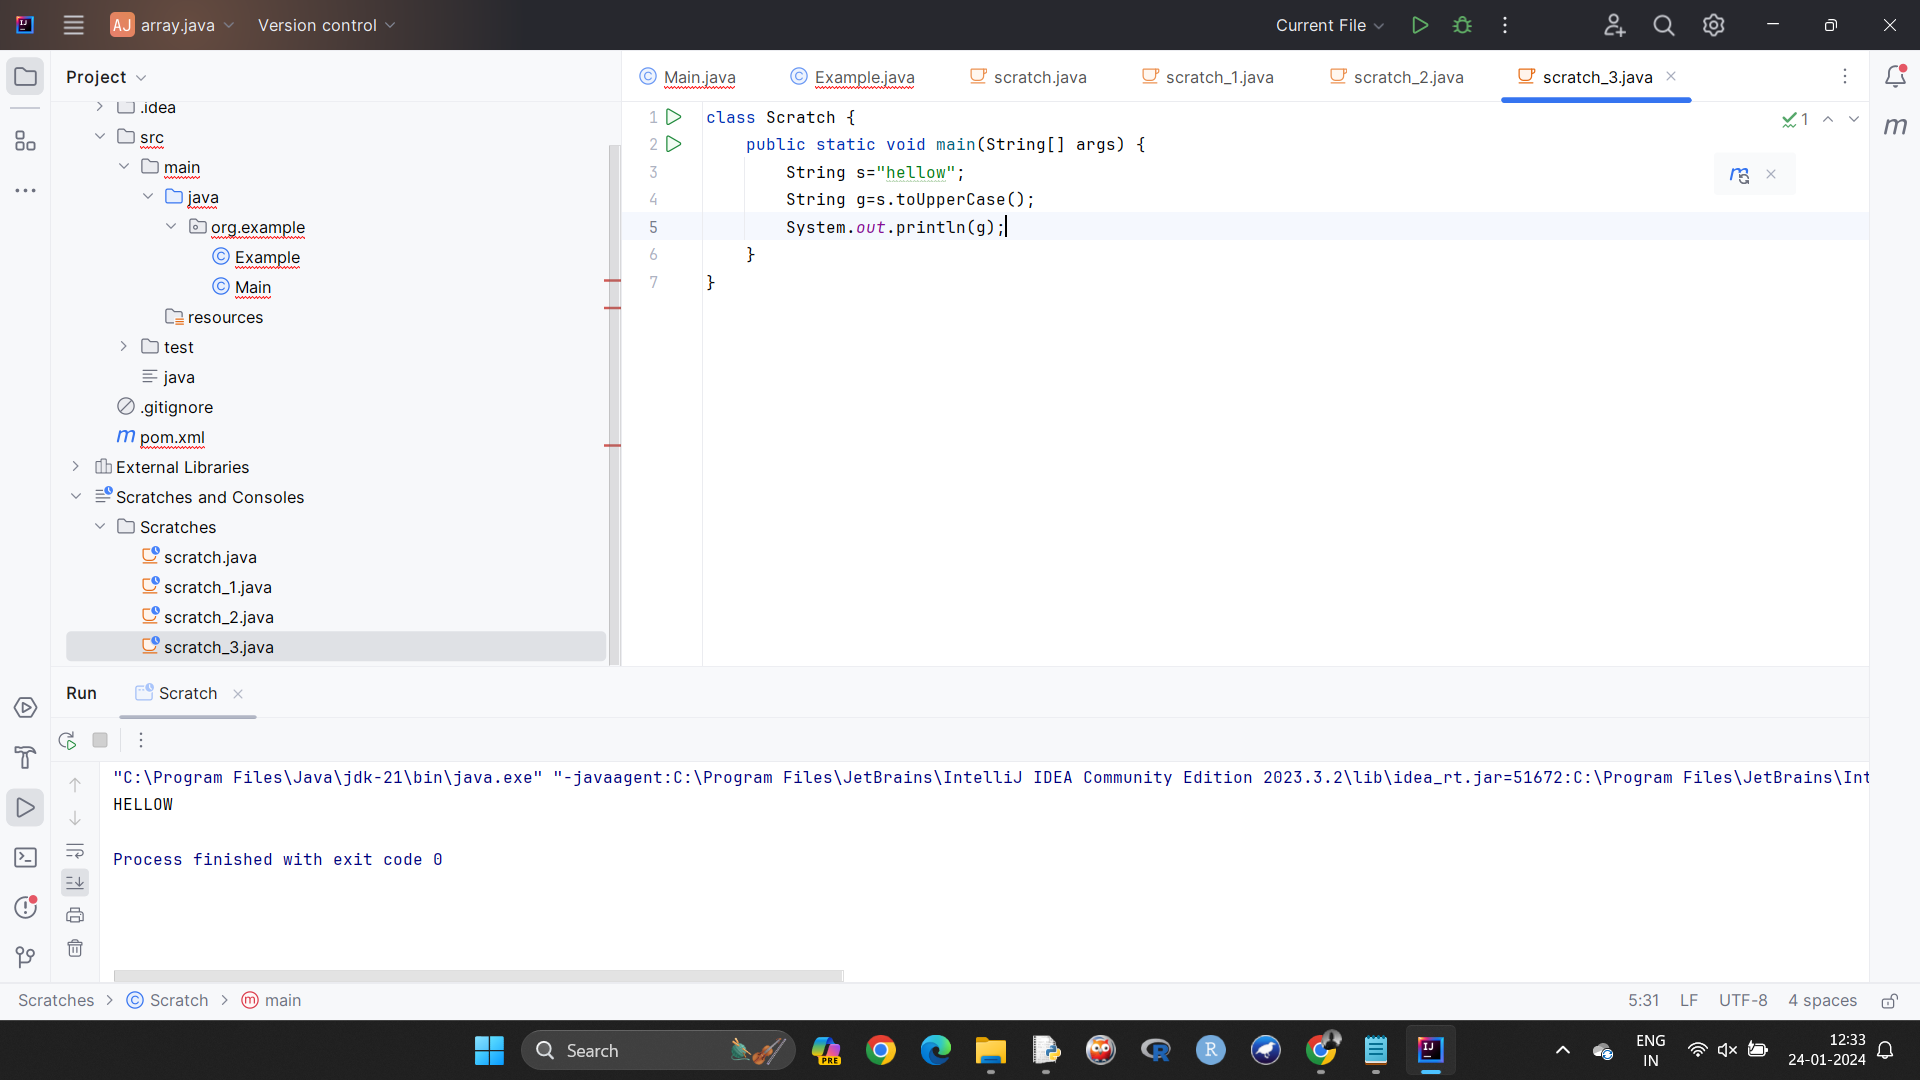 AJ array.java Version control Current File
Project
.idea
src
main
java
org.example
Example
Main
resources
test
java
.gitignore
pom.xml
External Libraries
Scratches and Consoles
Scratches
scratch.java
scratch_1.java
scratch_2.java
scratch_3.java
Main.java Example.java scratch.java scratch_1.java scratch_2.java scratch_3.java
1 class Scratch {
2 public static void main(String[] args) {
3 String s="hellow";
4 String g=s.toUpperCase();
5 System.out.println(g);
6 }
7 }
1
Run Scratch
"C:\Program Files\Java\jdk-21\bin\java.exe" "-javaagent:C:\Program Files\JetBrains\IntelliJ IDEA Community Edition 2023.3.2\lib\idea_rt.jar=51672:C:\Program Files\JetBrains\Int
HELLOW
Process finished with exit code 0
Scratches > Scratch > main 5:31 LF UTF-8 4 spaces
Search
PRE
ENG
IN
12:33
24-01-2024